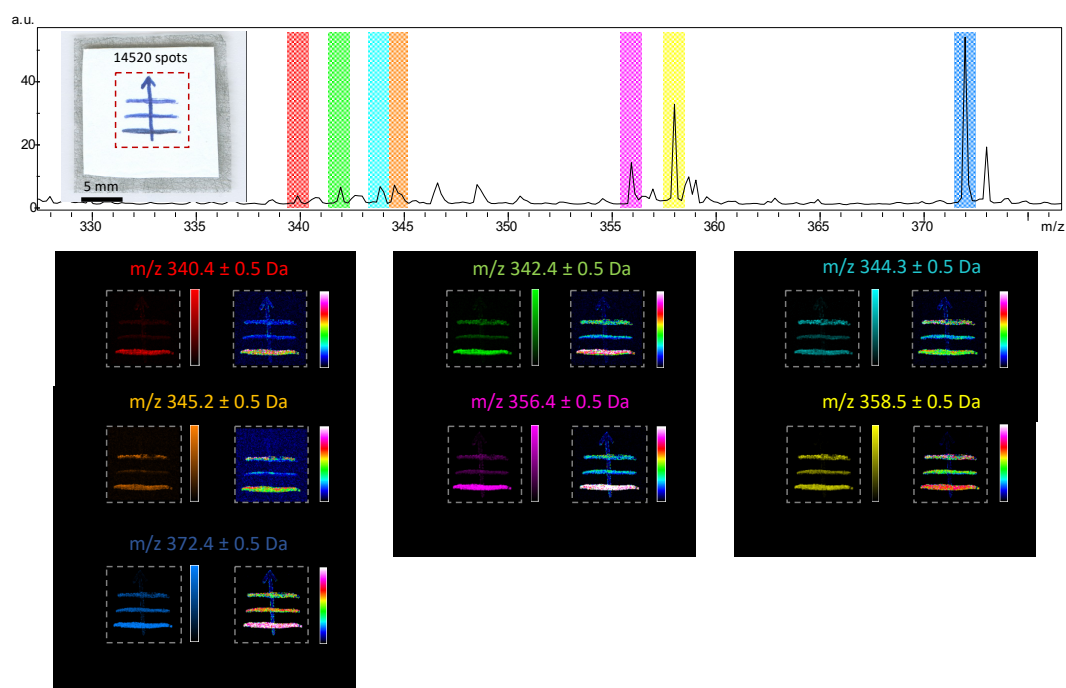 a.u.
14520 spots
40
20
0
5 mm
330 335 340 345 350 355 360 365 370 m/z
m/z 340.4 ± 0.5 Da
m/z 342.4 ± 0.5 Da
m/z 344.3 ± 0.5 Da
m/z 345.2 ± 0.5 Da
m/z 356.4 ± 0.5 Da
m/z 358.5 ± 0.5 Da
m/z 372.4 ± 0.5 Da